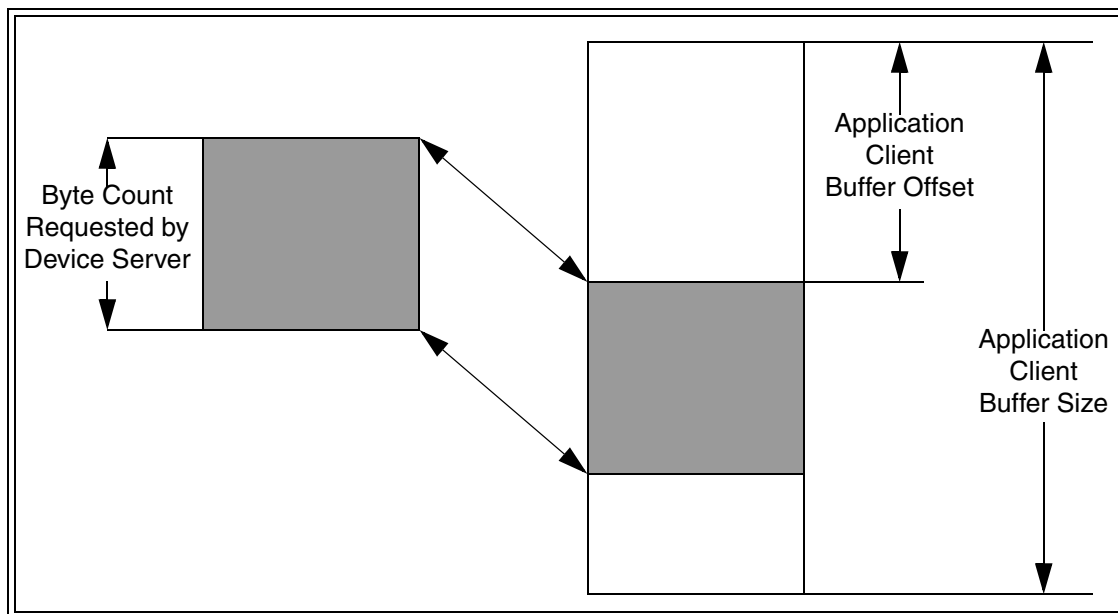 Byte Count
Requested by
Device Server
Application
Client
Buffer Offset
Application
Client
Buffer Size